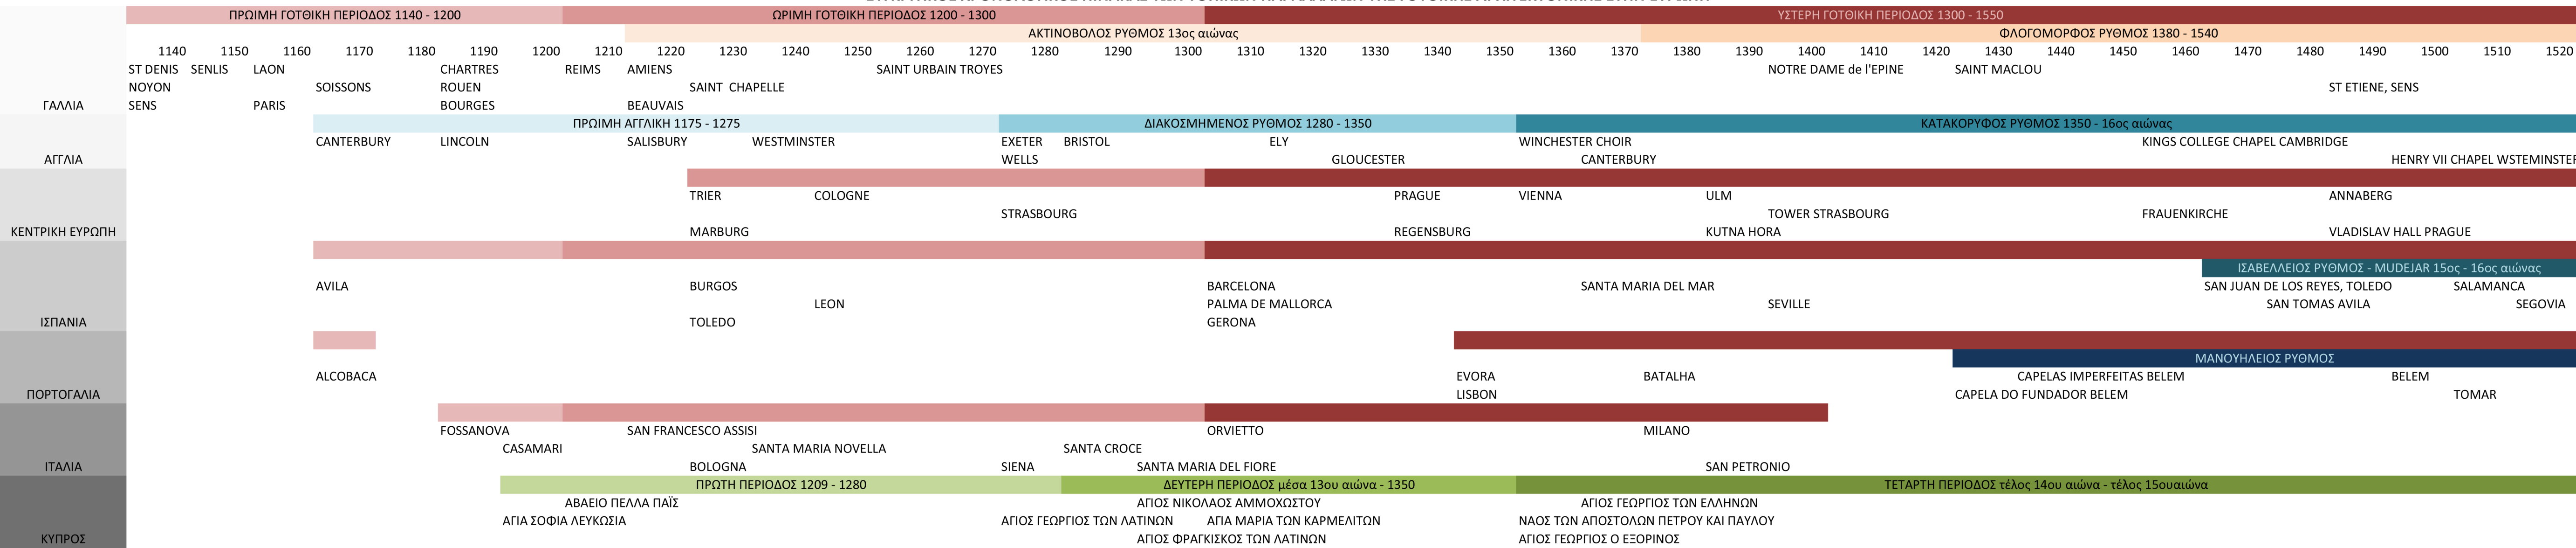 ΠΡΩΙΜΗ ΓΟΤΘΙΚΗ ΠΕΡΙΟΔΟΣ 1140 - 1200 ΩΡΙΜΗ ΓΟΤΘΙΚΗ ΠΕΡΙΟΔΟΣ 1200 - 1300 ΥΣΤΕΡΗ ΓΟΤΘΙΚΗ ΠΕΡΙΟΔΟΣ 1300 - 1550
ΑΚΤΙΝΟΒΟΛΟΣ ΡΥΘΜΟΣ 13ος αιώνας ΦΛΟΓΟΜΟΡΦΟΣ ΡΥΘΜΟΣ 1380 - 1540
1140 1150 1160 1170 1180 1190 1200 1210 1220 1230 1240 1250 1260 1270 1280 1290 1300 1310 1320 1330 1340 1350 1360 1370 1380 1390 1400 1410 1420 1430 1440 1450 1460 1470 1480 1490 1500 1510 1520
ST DENIS SENLIS LAON CHARTRES REIMS AMIENS SAINT URBAIN TROYES NOTRE DAME de l'EPINE SAINT MACLOU
NOYON SOISSONS ROUEN SAINT CHAPELLE ST ETIENE, SENS
ΓΑΛΛΙΑ SENS PARIS BOURGES BEAUVAIS
ΠΡΩΙΜΗ ΑΓΓΛΙΚΗ 1175 - 1275 ΔΙΑΚΟΣΜΗΜΕΝΟΣ ΡΥΘΜΟΣ 1280 - 1350 ΚΑΤΑΚΟΡΥΦΟΣ ΡΥΘΜΟΣ 1350 - 16ος αιώνας
CANTERBURY LINCOLN SALISBURY WESTMINSTER EXETER BRISTOL ELY WINCHESTER CHOIR KINGS COLLEGE CHAPEL CAMBRIDGE
ΑΓΓΛΙΑ WELLS GLOUCESTER CANTERBURY HENRY VII CHAPEL WSTEMINSTER
TRIER COLOGNE PRAGUE VIENNA ULM ANNABERG
STRASBOURG TOWER STRASBOURG FRAUENKIRCHE
ΚΕΝΤΡΙΚΗ ΕΥΡΩΠΗ MARBURG REGENSBURG KUTNA HORA VLADISLAV HALL PRAGUE
ΙΣΑΒΕΛΛΕΙΟΣ ΡΥΘΜΟΣ - MUDEJAR 15ος - 16ος αιώνας
AVILA BURGOS BARCELONA SANTA MARIA DEL MAR SAN JUAN DE LOS REYES, TOLEDO SALAMANCA
LEON PALMA DE MALLORCA SEVILLE SAN TOMAS AVILA SEGOVIA
ΙΣΠΑΝΙΑ TOLEDO GERONA
ΜΑΝΟΥΗΛΕΙΟΣ ΡΥΘΜΟΣ
ALCOBACA EVORA BATALHA CAPELAS IMPERFEITAS BELEM BELEM
ΠΟΡΤΟΓΑΛΙΑ LISBON CAPELA DO FUNDADOR BELEM TOMAR
FOSSANOVA SAN FRANCESCO ASSISI ORVIETTO MILANO
CASAMARI SANTA MARIA NOVELLA SANTA CROCE
ΙΤΑΛΙΑ BOLOGNA SIENA SANTA MARIA DEL FIORE SAN PETRONIO
ΠΡΩΤΗ ΠΕΡΙΟΔΟΣ 1209 - 1280 ΔΕΥΤΕΡΗ ΠΕΡΙΟΔΟΣ μέσα 13ου αιώνα - 1350 ΤΕΤΑΡΤΗ ΠΕΡΙΟΔΟΣ τέλος 14ου αιώνα - τέλος 15ουαιώνα
ΑΒΑΕΙΟ ΠΕΛΛΑ ΠΑΪΣ ΑΓΙΟΣ ΝΙΚΟΛΑΟΣ ΑΜΜΟΧΩΣΤΟΥ ΑΓΙΟΣ ΓΕΩΡΓΙΟΣ ΤΩΝ ΕΛΛΗΝΩΝ
ΑΓΙΑ ΣΟΦΙΑ ΛΕΥΚΩΣΙΑ ΑΓΙΟΣ ΓΕΩΡΓΙΟΣ ΤΩΝ ΛΑΤΙΝΩΝ ΑΓΙΑ ΜΑΡΙΑ ΤΩΝ ΚΑΡΜΕΛΙΤΩΝ ΝΑΟΣ ΤΩΝ ΑΠΟΣΤΟΛΩΝ ΠΕΤΡΟΥ ΚΑΙ ΠΑΥΛΟΥ
ΚΥΠΡΟΣ ΑΓΙΟΣ ΦΡΑΓΚΙΣΚΟΣ ΤΩΝ ΛΑΤΙΝΩΝ ΑΓΙΟΣ ΓΕΩΡΓΙΟΣ Ο ΕΞΟΡΙΝΟΣ